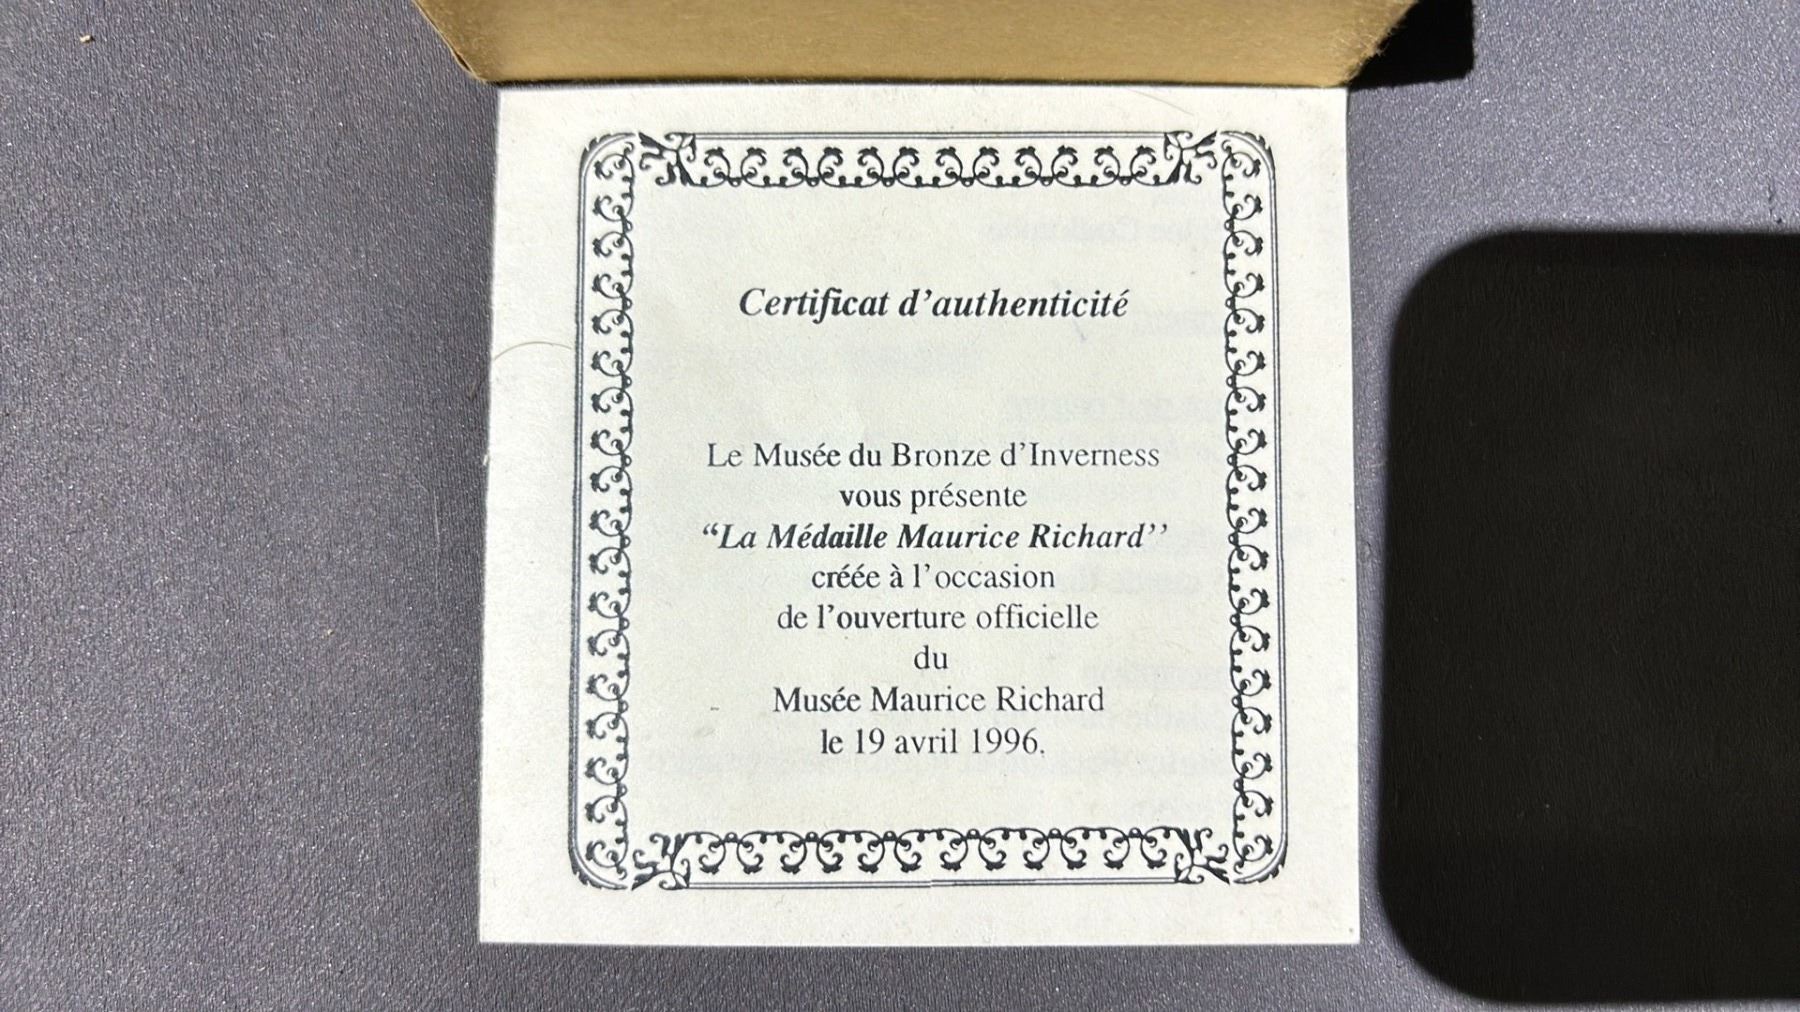 Certificat d'authenticité
Le Musée du Bronze d'Inverness
vous présente
“La Médaille Maurice Richard’’
créée à l'occasion
de l'ouverture officielle
du
Musée Maurice Richard
le 19 avril 1996.